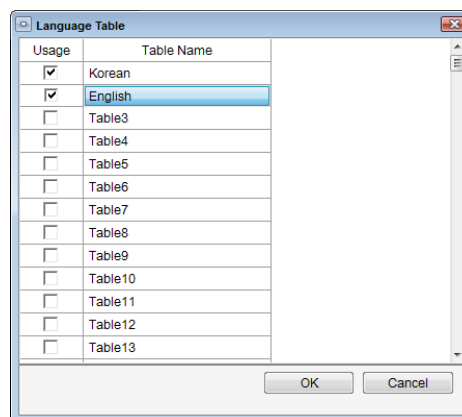 Language Table
Usage Table Name
Korean
English
Table3
Table4
Table5
Table6
Table7
Table8
Table9
Table10
Table11
Table12
Table13
OK Cancel